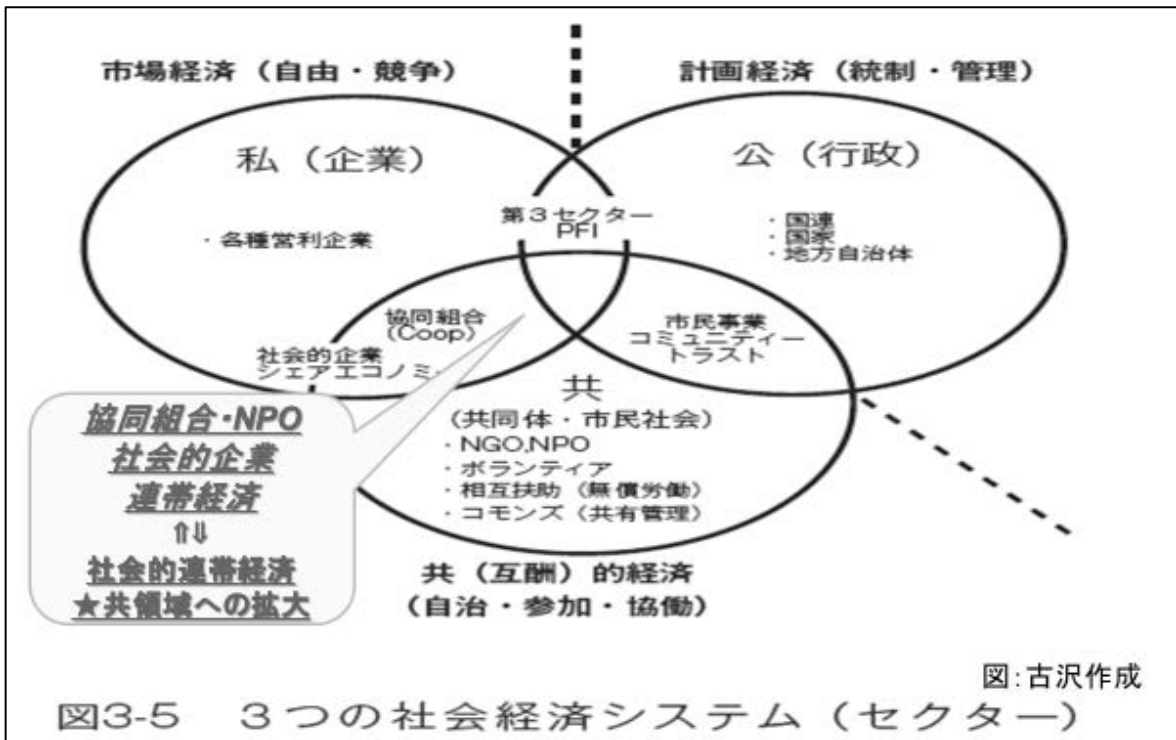 市場経済（自由・競争）
計画経済（統制・管理）
私（企業）
公（行政）
・各種営利企業
第３セクター
PFI
・国連
・国家
・地方自治体
協同組合
(Coop)
社会的企業
シェアエコノミー
市民事業
コミュニティー
トラスト
共
（共同体・市民社会）
・NGO,NPO
・ボランティア
・相互扶助（無償労働）
・コモンズ（共有管理）
協同組合・NPO
社会的企業
連帯経済
⇑⇓
社会的連帯経済
★共領域への拡大
共（互酬）的経済
（自治・参加・協働）
図：古沢作成
図3-5　３つの社会経済システム（セクター）